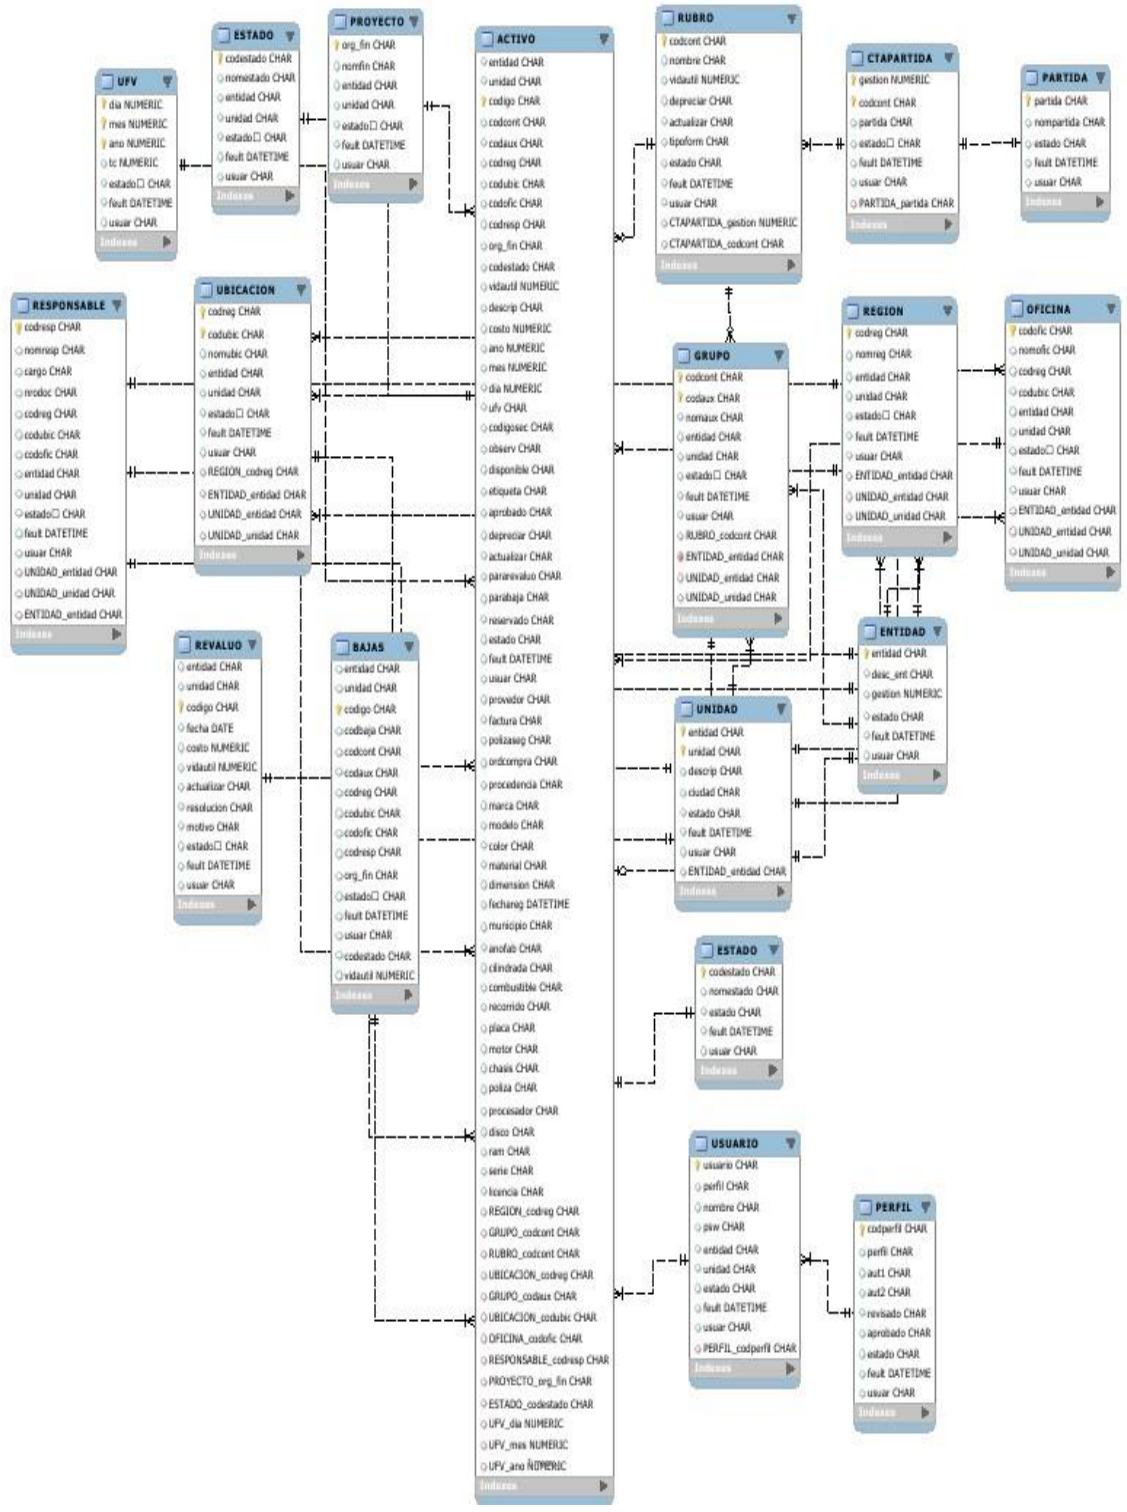 UFV
dia NUMERIC
mes NUMERIC
ano NUMERIC
tc NUMERIC
estado□ CHAR
feult DATETIME
usuar CHAR
Indexes
ESTADO
codestado CHAR
nomestado CHAR
entidad CHAR
unidad CHAR
estado□ CHAR
feult DATETIME
usuar CHAR
Indexes
PROYECTO
org_fin CHAR
nomfin CHAR
entidad CHAR
unidad CHAR
estado□ CHAR
feult DATETIME
usuar CHAR
Indexes
ACTIVO
entidad CHAR
unidad CHAR
codigo CHAR
codcont CHAR
codaux CHAR
codreg CHAR
codubic CHAR
codofic CHAR
codresp CHAR
org_fin CHAR
codestado CHAR
vidautil NUMERIC
descrip CHAR
costo NUMERIC
ano NUMERIC
mes NUMERIC
dia NUMERIC
ufv CHAR
codigosec CHAR
observ CHAR
disponible CHAR
etiqueta CHAR
aprobado CHAR
depreciar CHAR
actualizar CHAR
pararevaluo CHAR
parabaja CHAR
reservado CHAR
estado CHAR
feult DATETIME
usuar CHAR
provedor CHAR
factura CHAR
polizaseg CHAR
ordcompra CHAR
procedencia CHAR
marca CHAR
modelo CHAR
color CHAR
material CHAR
dimension CHAR
fechareg DATETIME
municipio CHAR
anofab CHAR
cilindrada CHAR
combustible CHAR
recorrido CHAR
placa CHAR
motor CHAR
chasis CHAR
poliza CHAR
procesador CHAR
disco CHAR
ram CHAR
serie CHAR
licencia CHAR
REGION_codreg CHAR
GRUPO_codcont CHAR
RUBRO_codcont CHAR
UBICACION_codreg CHAR
GRUPO_codaux CHAR
UBICACION_codubic CHAR
OFICINA_codofic CHAR
RESPONSABLE_codresp CHAR
PROYECTO_org_fin CHAR
ESTADO_codestado CHAR
UFV_dia NUMERIC
UFV_mes NUMERIC
UFV_ano NUMERIC
Indexes
RUBRO
codcont CHAR
nombre CHAR
vidautil NUMERIC
depreciar CHAR
actualizar CHAR
tipoform CHAR
estado CHAR
feult DATETIME
usuar CHAR
CTAPARTIDA_gestion NUMERIC
CTAPARTIDA_codcont CHAR
Indexes
CTAPARTIDA
gestion NUMERIC
codcont CHAR
partida CHAR
estado□ CHAR
feult DATETIME
usuar CHAR
PARTIDA_partida CHAR
Indexes
PARTIDA
partida CHAR
nompartida CHAR
estado CHAR
feult DATETIME
usuar CHAR
Indexes
RESPONSABLE
codresp CHAR
nomresp CHAR
cargo CHAR
nrodoc CHAR
codreg CHAR
codubic CHAR
codofic CHAR
entidad CHAR
unidad CHAR
estado□ CHAR
feult DATETIME
usuar CHAR
UNIDAD_entidad CHAR
UNIDAD_unidad CHAR
ENTIDAD_entidad CHAR
Indexes
UBICACION
codreg CHAR
codubic CHAR
nomubic CHAR
entidad CHAR
unidad CHAR
estado□ CHAR
feult DATETIME
usuar CHAR
REGION_codreg CHAR
ENTIDAD_entidad CHAR
UNIDAD_entidad CHAR
UNIDAD_unidad CHAR
Indexes
GRUPO
codcont CHAR
codaux CHAR
nomaux CHAR
entidad CHAR
unidad CHAR
estado□ CHAR
feult DATETIME
usuar CHAR
RUBRO_codcont CHAR
ENTIDAD_entidad CHAR
UNIDAD_entidad CHAR
UNIDAD_unidad CHAR
Indexes
REGION
codreg CHAR
nomreg CHAR
entidad CHAR
unidad CHAR
estado□ CHAR
feult DATETIME
usuar CHAR
ENTIDAD_entidad CHAR
UNIDAD_entidad CHAR
UNIDAD_unidad CHAR
Indexes
OFICINA
codofic CHAR
nomofic CHAR
codreg CHAR
codubic CHAR
entidad CHAR
unidad CHAR
estado□ CHAR
feult DATETIME
usuar CHAR
ENTIDAD_entidad CHAR
UNIDAD_entidad CHAR
UNIDAD_unidad CHAR
Indexes
REVALUO
entidad CHAR
unidad CHAR
codigo CHAR
fecha DATE
costo NUMERIC
vidautil NUMERIC
actualizar CHAR
resolucion CHAR
motivo CHAR
estado□ CHAR
feult DATETIME
usuar CHAR
Indexes
BAJAS
entidad CHAR
unidad CHAR
codigo CHAR
codbaja CHAR
codcont CHAR
codaux CHAR
codreg CHAR
codubic CHAR
codofic CHAR
codresp CHAR
org_fin CHAR
estado□ CHAR
feult DATETIME
usuar CHAR
codestado CHAR
vidautil NUMERIC
Indexes
UNIDAD
entidad CHAR
unidad CHAR
descrip CHAR
ciudad CHAR
estado CHAR
feult DATETIME
usuar CHAR
ENTIDAD_entidad CHAR
Indexes
ENTIDAD
entidad CHAR
desc_ent CHAR
gestion NUMERIC
estado CHAR
feult DATETIME
usuar CHAR
Indexes
ESTADO
codestado CHAR
nomestado CHAR
estado CHAR
feult DATETIME
usuar CHAR
Indexes
USUARIO
usuario CHAR
perfil CHAR
nombre CHAR
psw CHAR
entidad CHAR
unidad CHAR
estado CHAR
feult DATETIME
usuar CHAR
PERFIL_codperfil CHAR
Indexes
PERFIL
codperfil CHAR
perfil CHAR
aut1 CHAR
aut2 CHAR
revisado CHAR
aprobado CHAR
estado CHAR
feult DATETIME
usuar CHAR
Indexes